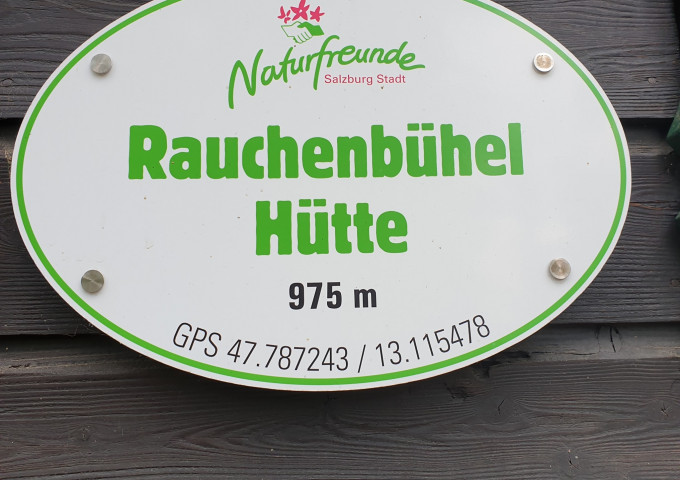 Naturfreunde
Salzburg Stadt
Rauchenbühel
Hütte
975 m
GPS 47.787243 / 13.115478